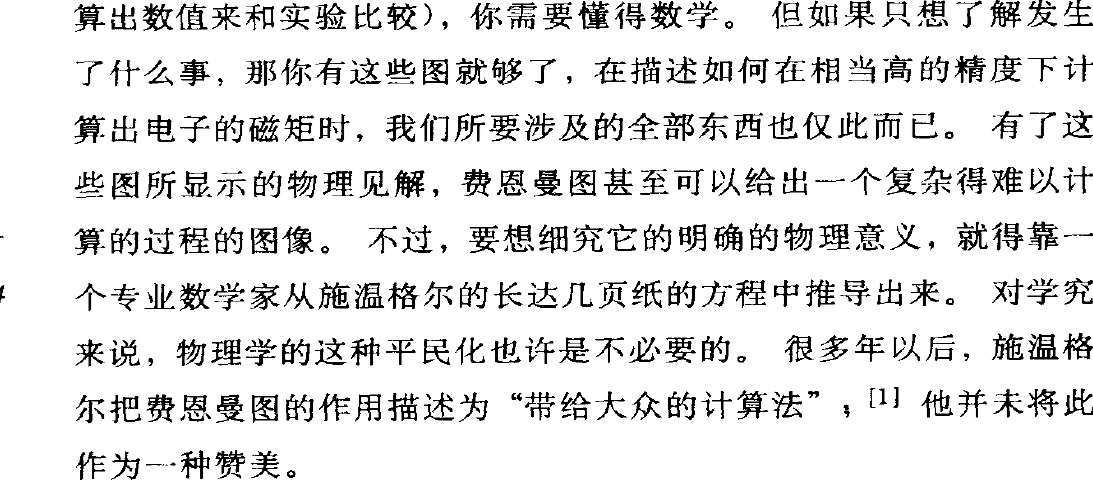 算出数值来和实验比较），你需要懂得数学。 但如果只想了解发生
了什么事，那你有这些图就够了，在描述如何在相当高的精度下计
算出电子的磁矩时，我们所要涉及的全部东西也仅此而已。 有了这
些图所显示的物理见解，费恩曼图甚至可以给出一个复杂得难以计
算的过程的图像。 不过，要想细究它的明确的物理意义，就得靠一
个专业数学家从施温格尔的长达几页纸的方程中推导出来。 对学究
来说，物理学的这种平民化也许是不必要的。 很多年以后，施温格
尔把费恩曼图的作用描述为“带给大众的计算法”；[1] 他并未将此
作为一种赞美。